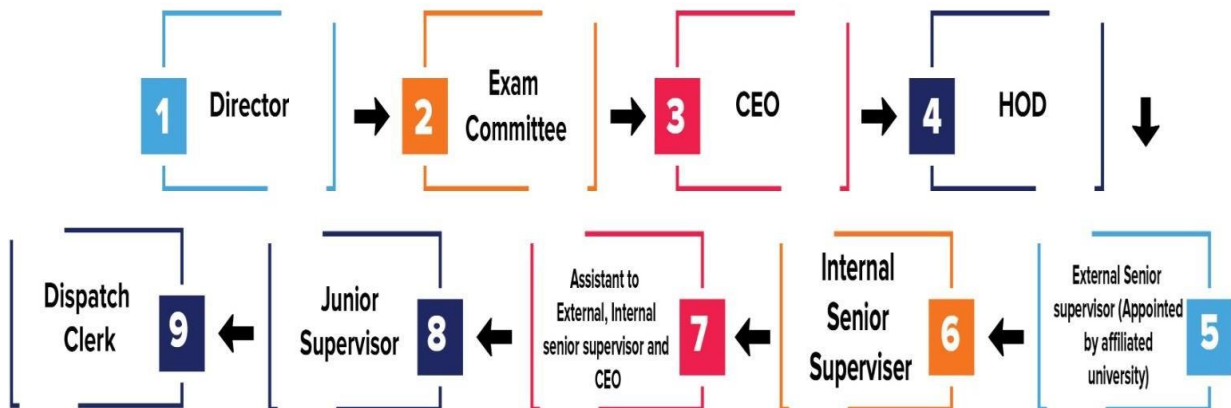 1
Director
2
Exam
Committee
3
CEO
4
HOD
Dispatch
Clerk
9
Junior
Supervisor
8
Assistant to
External, Internal
senior supervisor and
CEO
7
Internal
Senior
Superviser
6
External Senior
supervisor (Appointed
by affiliated
university)
5